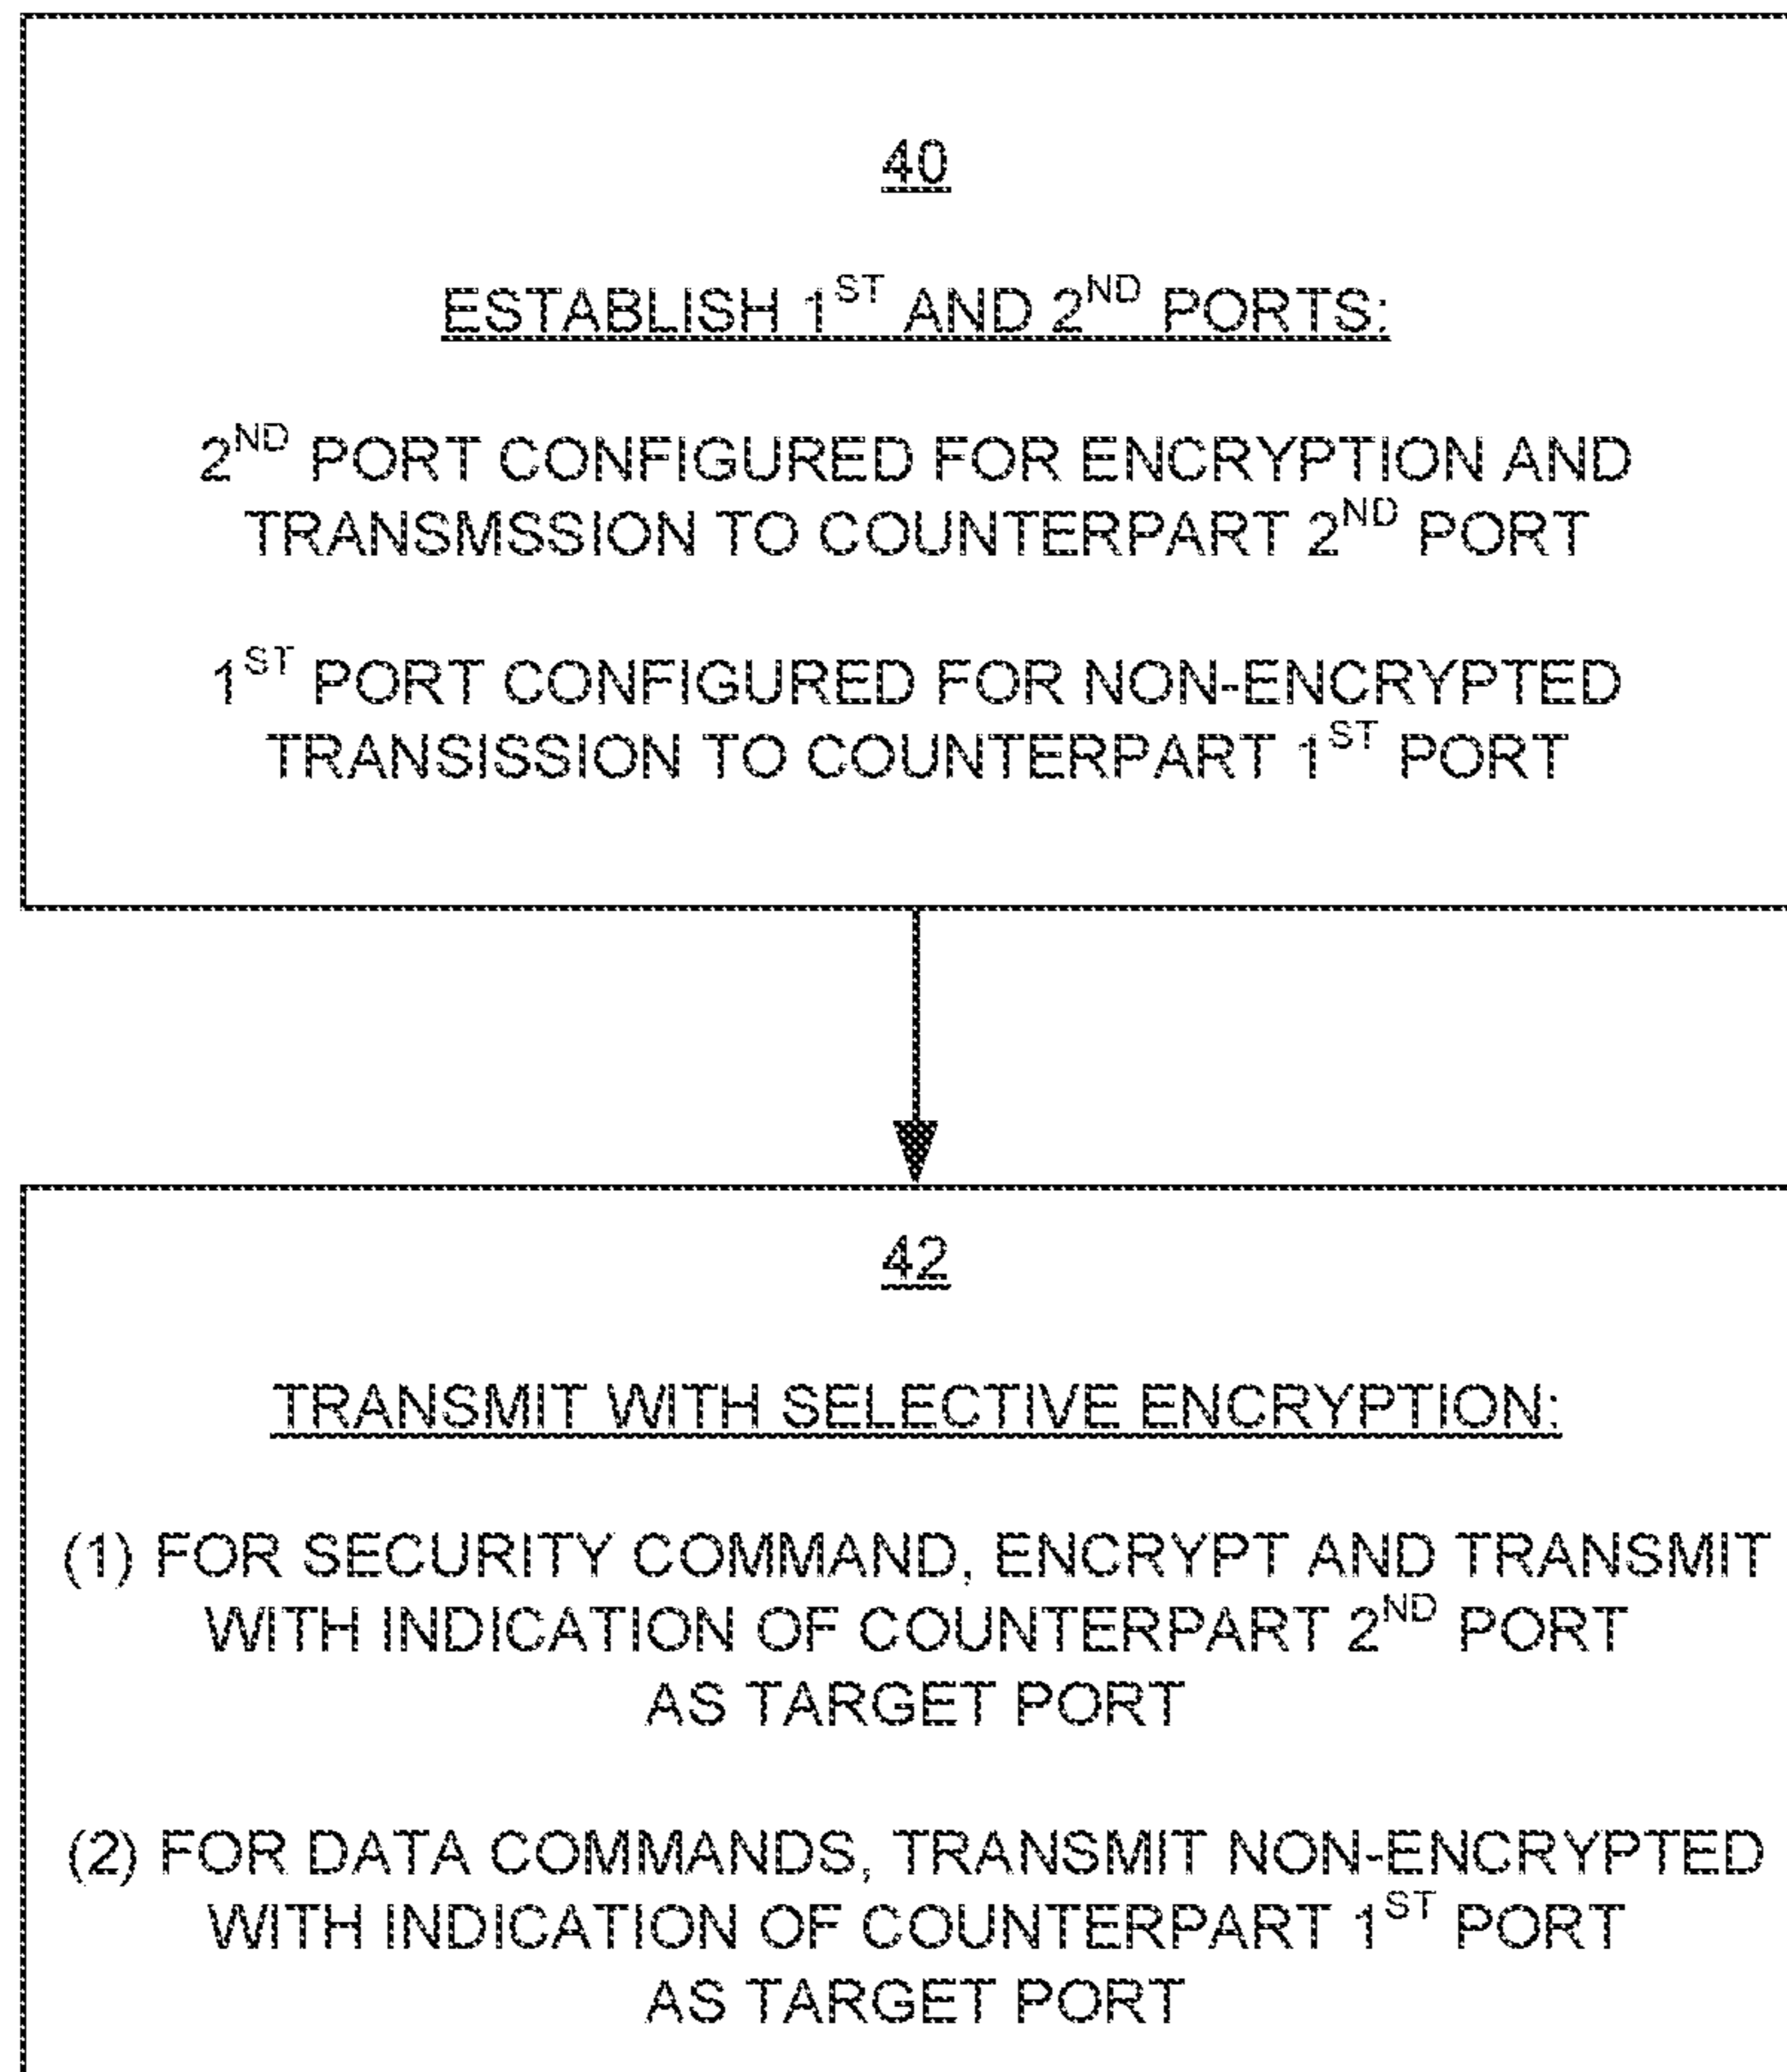 40
ESTABLISH 1ST AND 2ND PORTS:
2ND PORT CONFIGURED FOR ENCRYPTION AND
TRANSMSSION TO COUNTERPART 2ND PORT
1ST PORT CONFIGURED FOR NON-ENCRYPTED
TRANSISSION TO COUNTERPART 1ST PORT
42
TRANSMIT WITH SELECTIVE ENCRYPTION:
(1) FOR SECURITY COMMAND, ENCRYPT AND TRANSMIT
WITH INDICATION OF COUNTERPART 2ND PORT
AS TARGET PORT
(2) FOR DATA COMMANDS, TRANSMIT NON-ENCRYPTED
WITH INDICATION OF COUNTERPART 1ST PORT
AS TARGET PORT